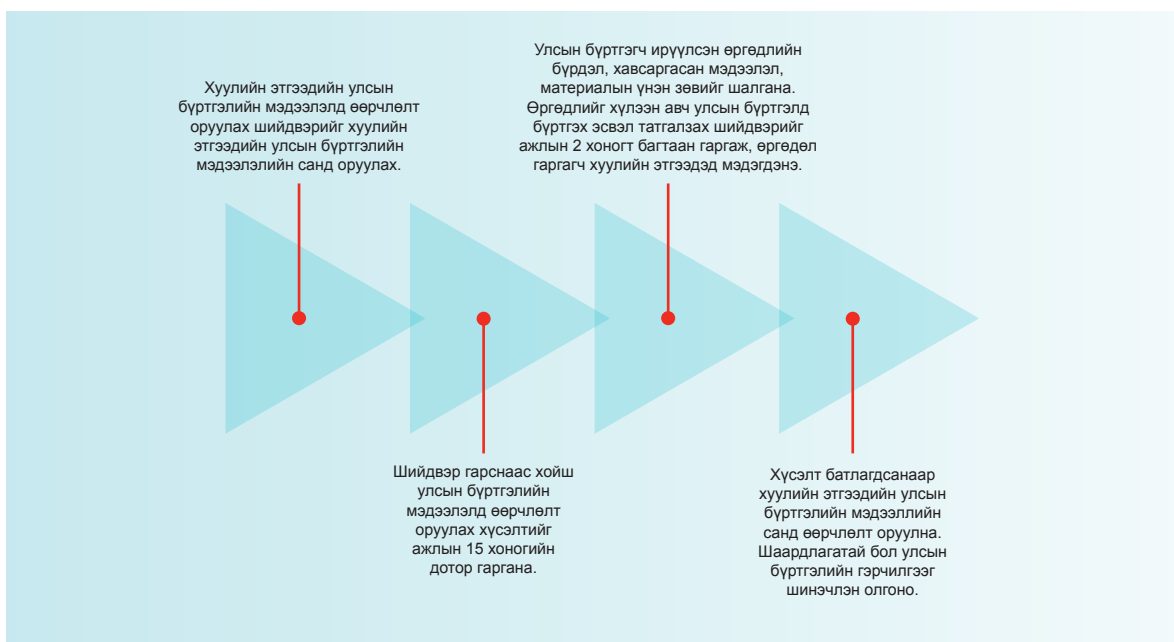 Хуулийн этгээдийн улсын
бүртгэлийн мэдээлэлд өөрчлөлт
оруулах шийдвэрийг хуулийн
этгээдийн улсын бүртгэлийн
мэдээлэлийн санд оруулах.
Шийдвэр гарснаас хойш
улсын бүртгэлийн
мэдээлэлд өөрчлөлт
оруулах хүсэлтийг
ажлын 15 хоногийн
дотор гаргана.
Улсын бүртгэгч ирүүлсэн өргөдлийн
бүрдэл, хавсаргасан мэдээлэл,
материалын үнэн зөвийг шалгана.
Өргөдлийг хүлээн авч улсын бүртгэлд
бүртгэх эсвэл татгалзах шийдвэрийг
ажлын 2 хоногт багтаан гаргаж, өргөдөл
гаргагч хуулийн этгээдэд мэдэгдэнэ.
Хүсэлт батлагдсанаар
хуулийн этгээдийн улсын
бүртгэлийн мэдээллийн
санд өөрчлөлт оруулна.
Шаардлагатай бол улсын
бүртгэлийн гэрчилгээг
шинэчлэн олгоно.